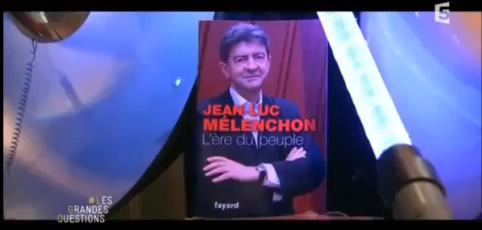 5
JEAN-LUC
MÉLENCHON
L'ère du peuple
fayard
#LES
GRANDES
QUESTIONS